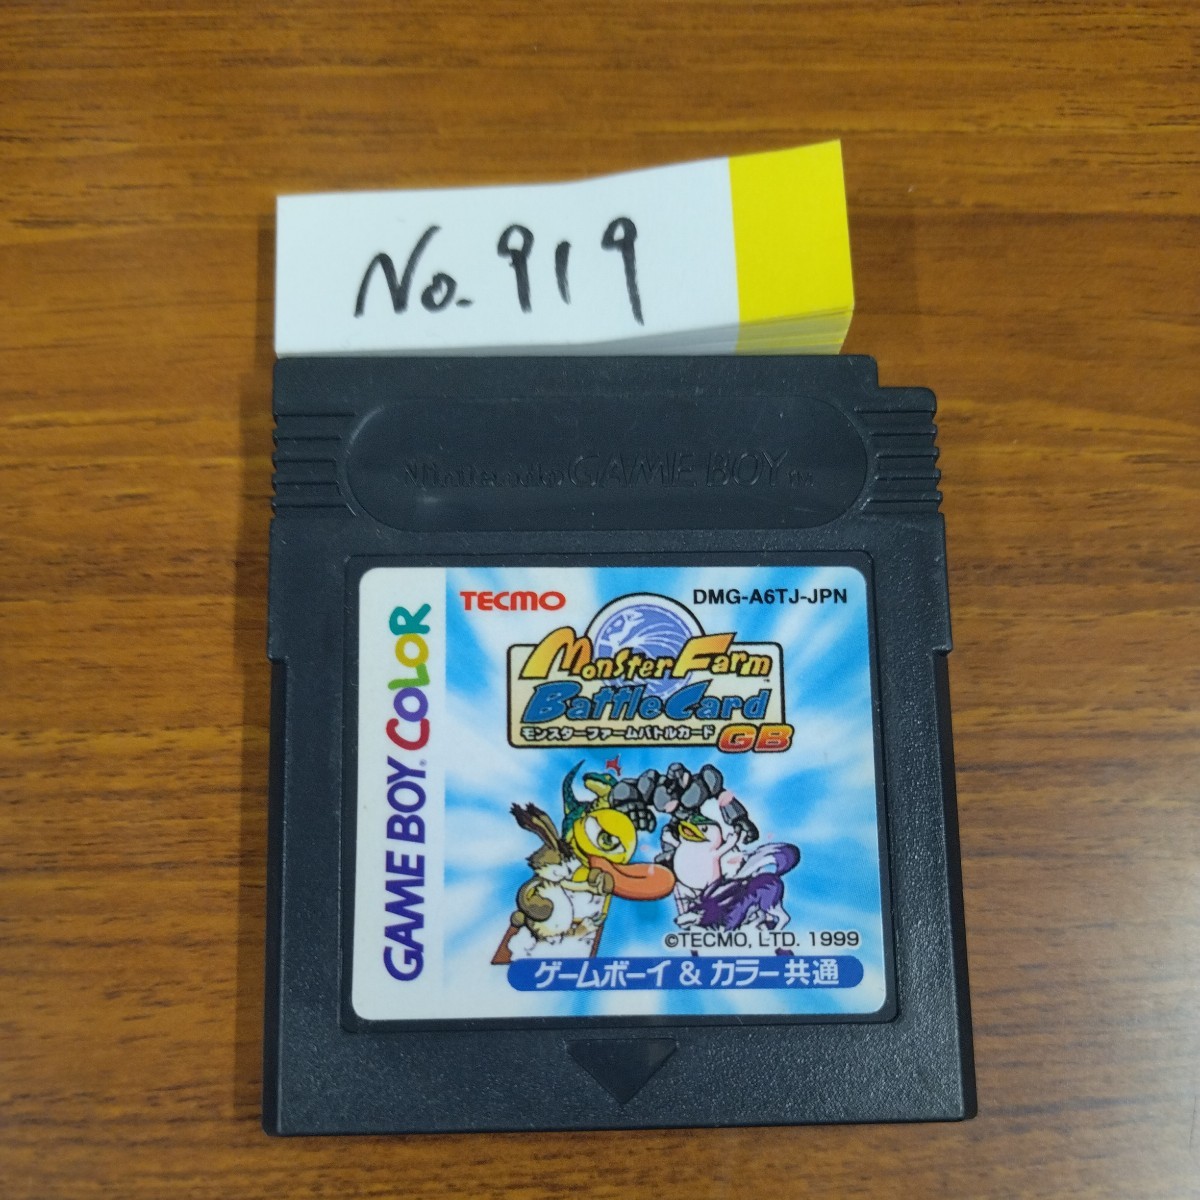 No. 919
Nintendo GAME BOY TM
GAME BOY COLOR
TECMO
DMG-A6TJ-JPN
Monster Farm
Battle Card
モンスターファームバトルカード GB
©TECMO, LTD. 1999
ゲームボーイ & カラー共通